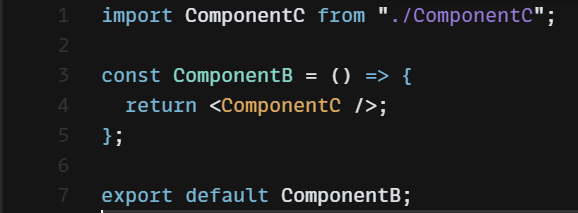 1 import ComponentC from "./ComponentC";
2
3 const ComponentB = () => {
4   return <ComponentC />;
5 };
6
7 export default ComponentB;